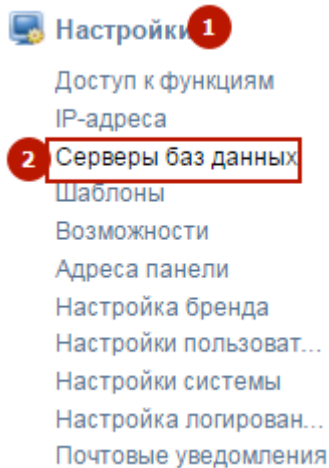 Настройки 1
Доступ к функциям
IP-адреса
2 Серверы баз данных
Шаблоны
Возможности
Адреса панели
Настройка бренда
Настройки пользоват...
Настройки системы
Настройка логирован...
Почтовые уведомления